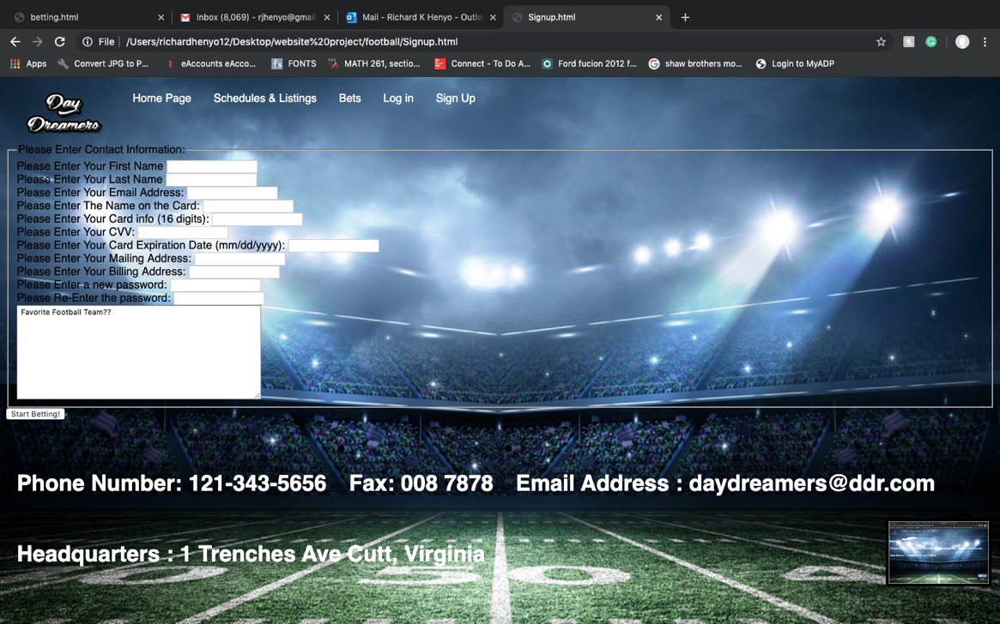 betting.html
Inbox (8,069) - rjhenyo@gmail.
Mail - Richard K Henyo - Outlo
Signup.html
File /Users/richardhenyo12/Desktop/website%20project/football/Signup.html
Apps Convert JPG to P... eAccounts eAcco... FONTS MATH 261, sectio... Connect - To Do A... Ford fucion 2012 f... shaw brothers mo... Login to MyADP
Day
Dreamers
Home Page Schedules & Listings Bets Log in Sign Up
Please Enter Contact Information:
Please Enter Your First Name
Please Enter Your Last Name
Please Enter Your Email Address:
Please Enter The Name on the Card:
Please Enter Your Card info (16 digits):
Please Enter Your CVV:
Please Enter Your Card Expiration Date (mm/dd/yyyy):
Please Enter Your Mailing Address:
Please Enter Your Billing Address:
Please Enter a new password:
Please Re-Enter the password:
Favorite Football Team??
Start Betting!
Phone Number: 121-343-5656 Fax: 008 7878 Email Address : daydreamers@ddr.com
Headquarters : 1 Trenches Ave Cutt, Virginia
50